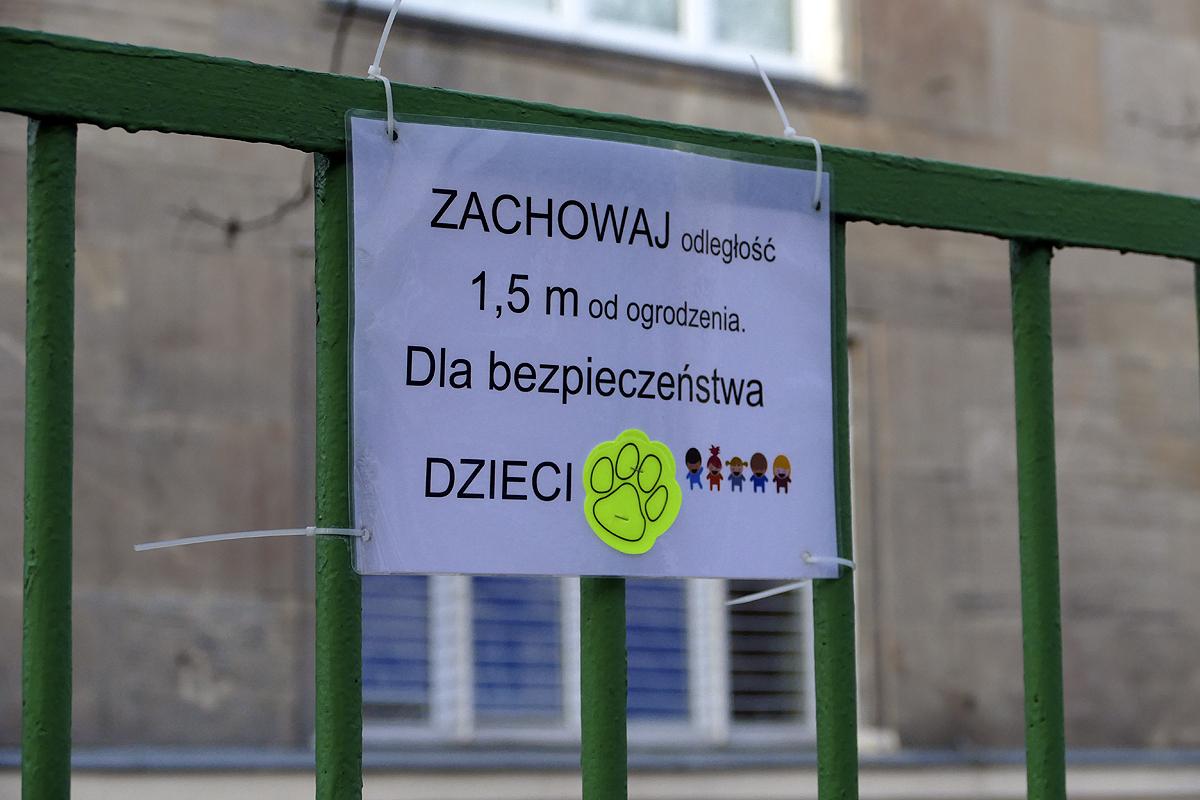 ZACHOWAJ odległość
1,5 m od ogrodzenia.
Dla bezpieczeństwa
DZIECI